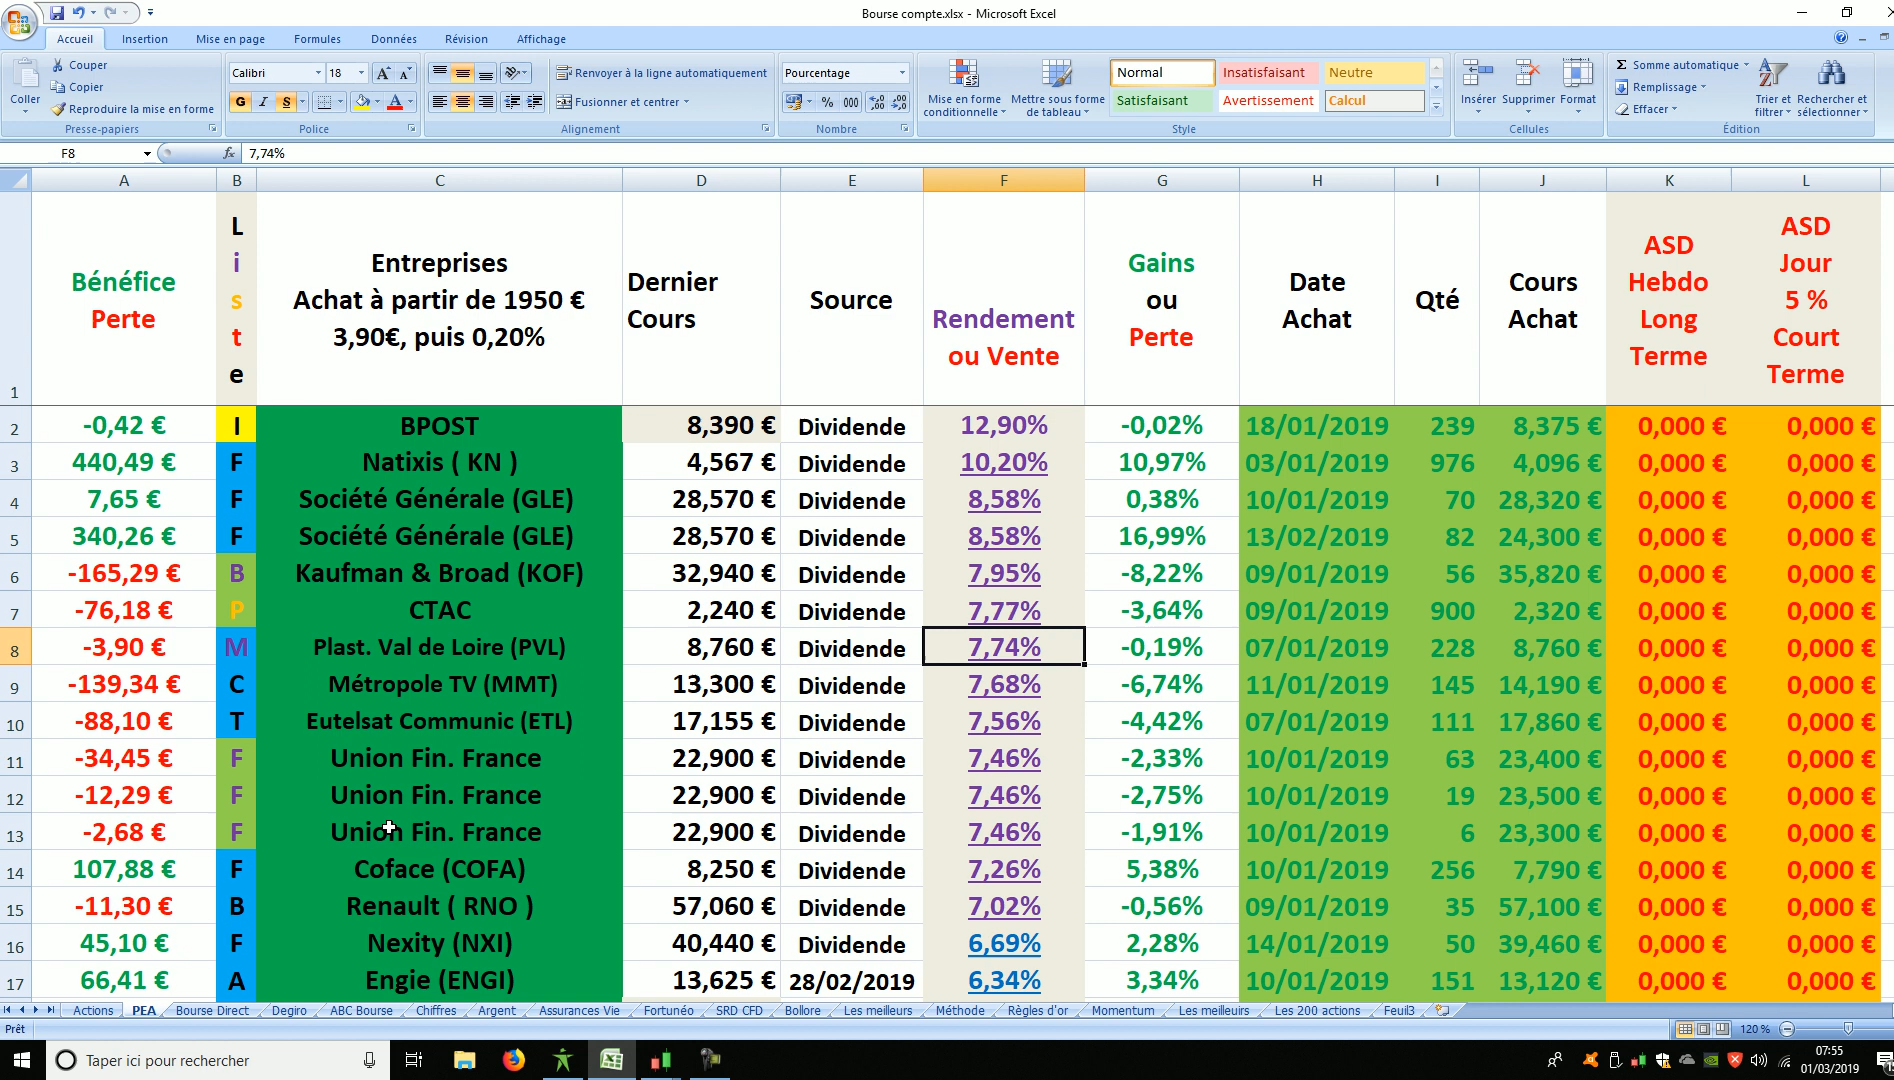 Bourse compte.xlsx - Microsoft Excel
Accueil Insertion Mise en page Formules Données Révision Affichage
Coller
Couper
Copier
Reproduire la mise en forme
Presse-papiers
Calibri 18
G I S
A A
Police
Renvoyer à la ligne automatiquement
Fusionner et centrer
Alignement
Pourcentage
% 000
Nombre
Mise en forme conditionnelle
Mettre sous forme de tableau
Normal Insatisfaisant Neutre
Satisfaisant Avertissement Calcul
Style
Insérer Supprimer Format
Cellules
Σ Somme automatique
Remplissage
Effacer
Trier et filtrer
Rechercher et sélectionner
Édition
F8 fx 7,74%
A B C D E F G H I J K L
1
Bénéfice
Perte
L
i
s
t
e
Entreprises
Achat à partir de 1950 €
3,90€, puis 0,20%
Dernier
Cours
Source
Rendement
ou Vente
Gains
ou
Perte
Date
Achat
Qté
Cours
Achat
ASD
Hebdo
Long
Terme
ASD
Jour
5 %
Court
Terme
2 -0,42 € I BPOST 8,390 € Dividende 12,90% -0,02% 18/01/2019 239 8,375 € 0,000 € 0,000 €
3 440,49 € F Natixis ( KN ) 4,567 € Dividende 10,20% 10,97% 03/01/2019 976 4,096 € 0,000 € 0,000 €
4 7,65 € F Société Générale (GLE) 28,570 € Dividende 8,58% 0,38% 10/01/2019 70 28,320 € 0,000 € 0,000 €
5 340,26 € F Société Générale (GLE) 28,570 € Dividende 8,58% 16,99% 13/02/2019 82 24,300 € 0,000 € 0,000 €
6 -165,29 € B Kaufman & Broad (KOF) 32,940 € Dividende 7,95% -8,22% 09/01/2019 56 35,820 € 0,000 € 0,000 €
7 -76,18 € P CTAC 2,240 € Dividende 7,77% -3,64% 09/01/2019 900 2,320 € 0,000 € 0,000 €
8 -3,90 € M Plast. Val de Loire (PVL) 8,760 € Dividende 7,74% -0,19% 07/01/2019 228 8,760 € 0,000 € 0,000 €
9 -139,34 € C Métropole TV (MMT) 13,300 € Dividende 7,68% -6,74% 11/01/2019 145 14,190 € 0,000 € 0,000 €
10 -88,10 € T Eutelsat Communic (ETL) 17,155 € Dividende 7,56% -4,42% 07/01/2019 111 17,860 € 0,000 € 0,000 €
11 -34,45 € F Union Fin. France 22,900 € Dividende 7,46% -2,33% 10/01/2019 63 23,400 € 0,000 € 0,000 €
12 -12,29 € F Union Fin. France 22,900 € Dividende 7,46% -2,75% 10/01/2019 19 23,500 € 0,000 € 0,000 €
13 -2,68 € F Union Fin. France 22,900 € Dividende 7,46% -1,91% 10/01/2019 6 23,300 € 0,000 € 0,000 €
14 107,88 € F Coface (COFA) 8,250 € Dividende 7,26% 5,38% 10/01/2019 256 7,790 € 0,000 € 0,000 €
15 -11,30 € B Renault ( RNO ) 57,060 € Dividende 7,02% -0,56% 09/01/2019 35 57,100 € 0,000 € 0,000 €
16 45,10 € F Nexity (NXI) 40,440 € Dividende 6,69% 2,28% 14/01/2019 50 39,460 € 0,000 € 0,000 €
17 66,41 € A Engie (ENGI) 13,625 € 28/02/2019 6,34% 3,34% 10/01/2019 151 13,120 € 0,000 € 0,000 €
Actions PEA Bourse Direct Degiro ABC Bourse Chiffres Argent Assurances Vie Fortunéo SRD CFD Bollore Les meilleurs Méthode Règles d'or Momentum Les meilleurs Les 200 actions Feuil3
Prêt 120 %
Taper ici pour rechercher
07:55
01/03/2019